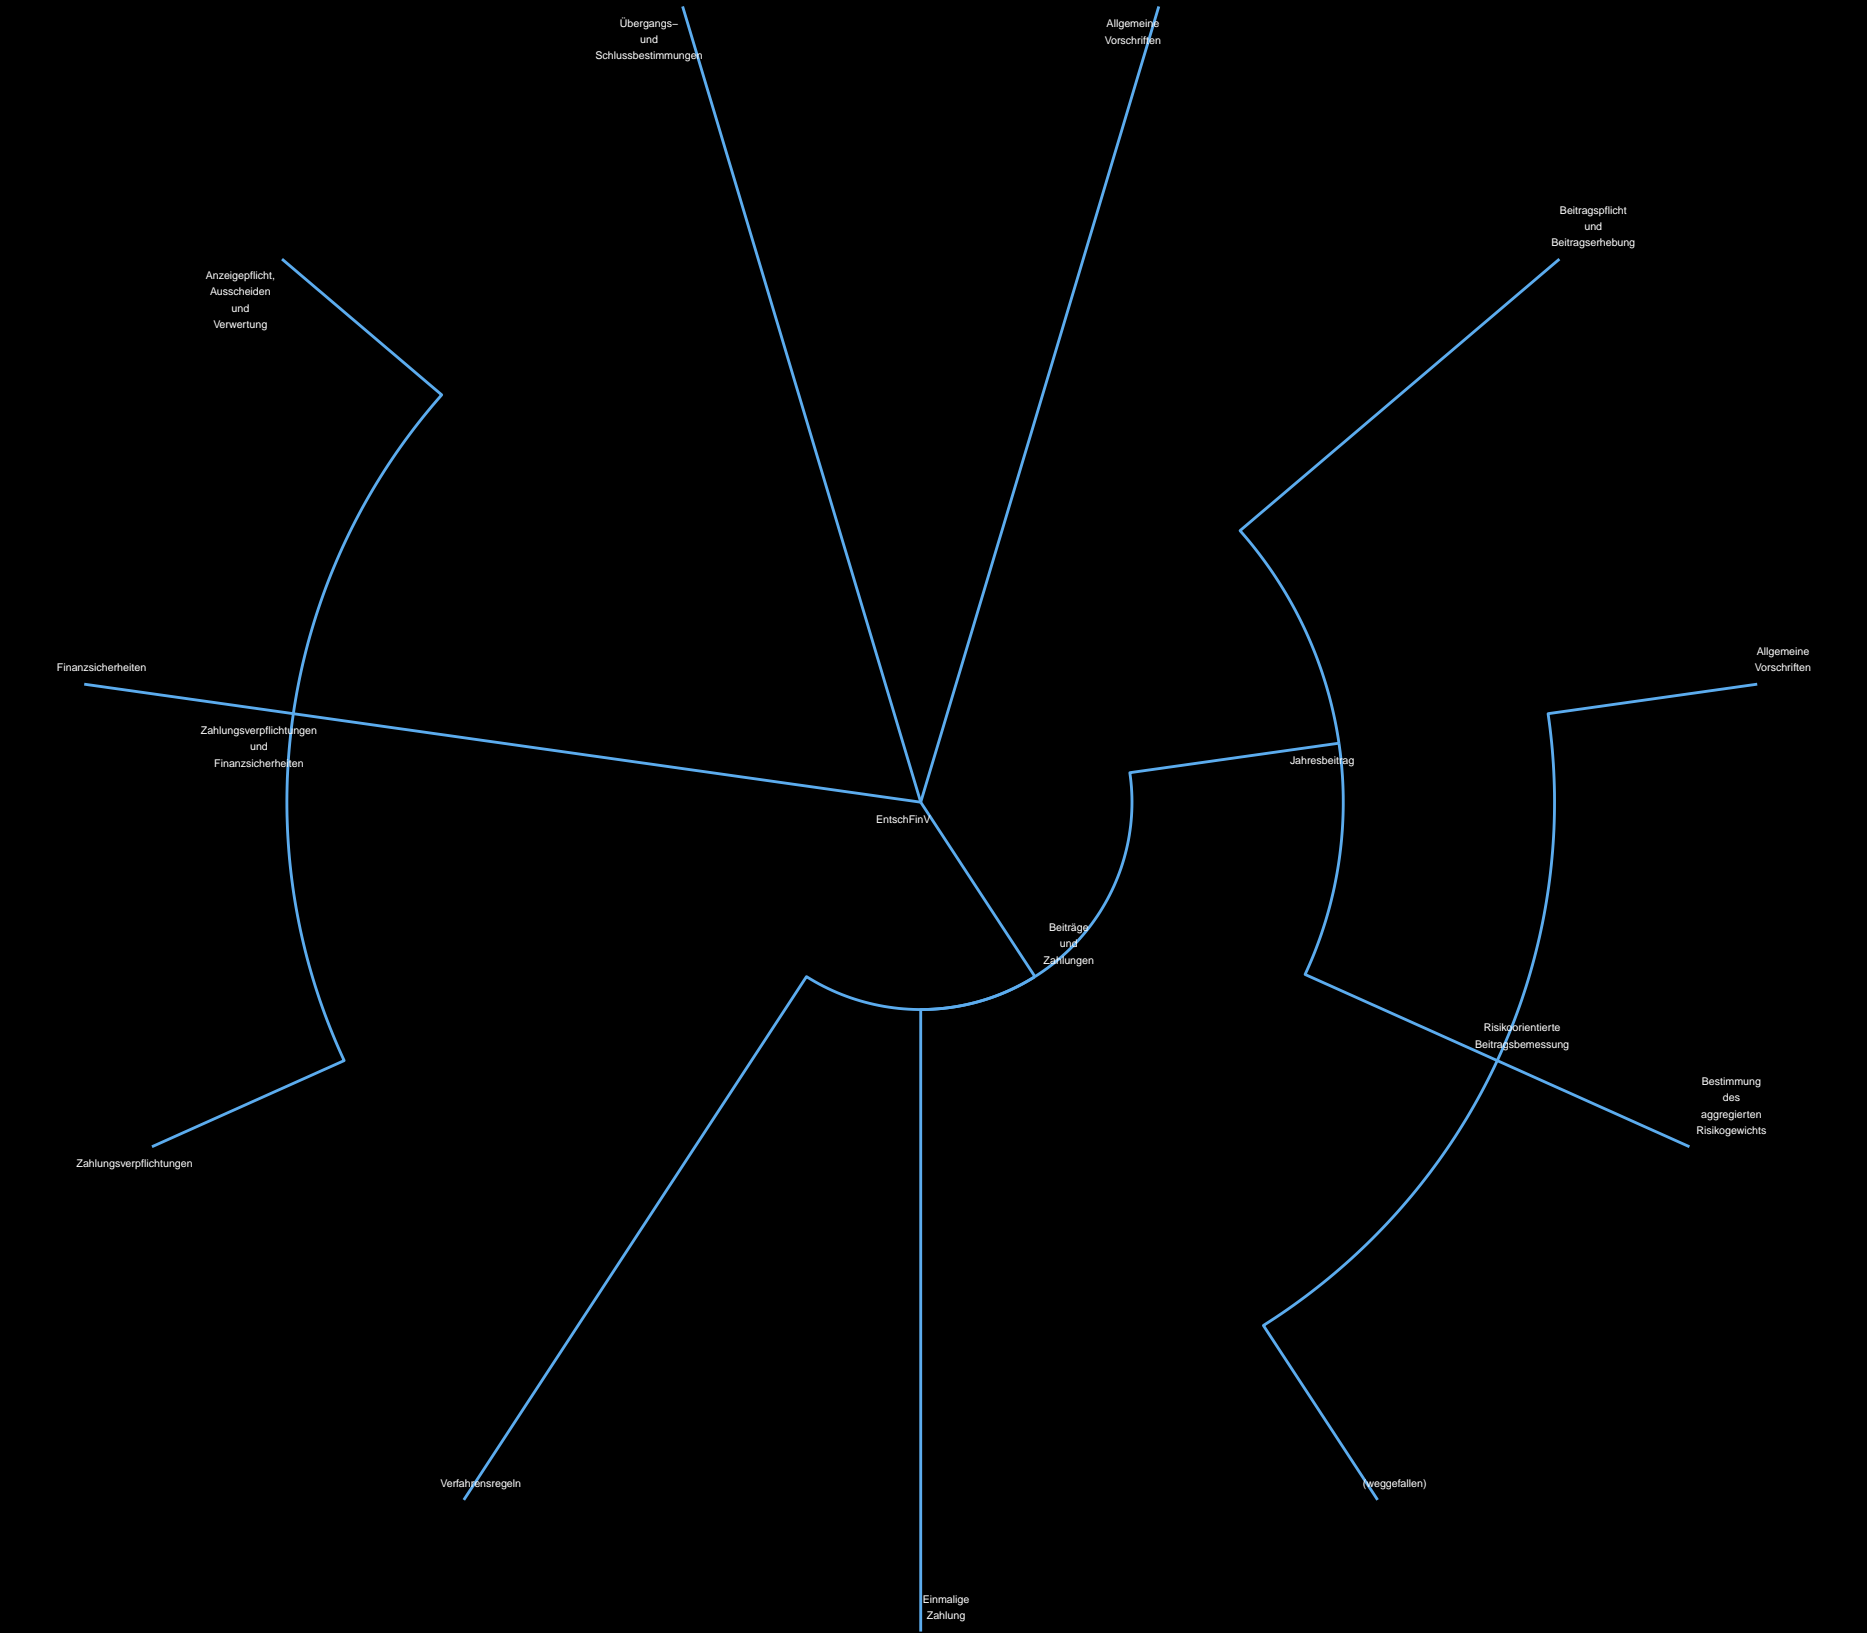 Übergangs–
und
Schlussbestimmungen
Allgemeine
Vorschriften
Beitragspflicht
und
Beitragserhebung
Anzeigepflicht,
Ausscheiden
und
Verwertung
Finanzsicherheiten
Allgemeine
Vorschriften
Zahlungsverpflichtungen
und
Finanzsicherheiten
Jahresbeitrag
EntschFinV
Beiträge
und
Zahlungen
Risikoorientierte
Beitragsbemessung
Bestimmung
des
aggregierten
Risikogewichts
Zahlungsverpflichtungen
Verfahrensregeln
(weggefallen)
Einmalige
Zahlung